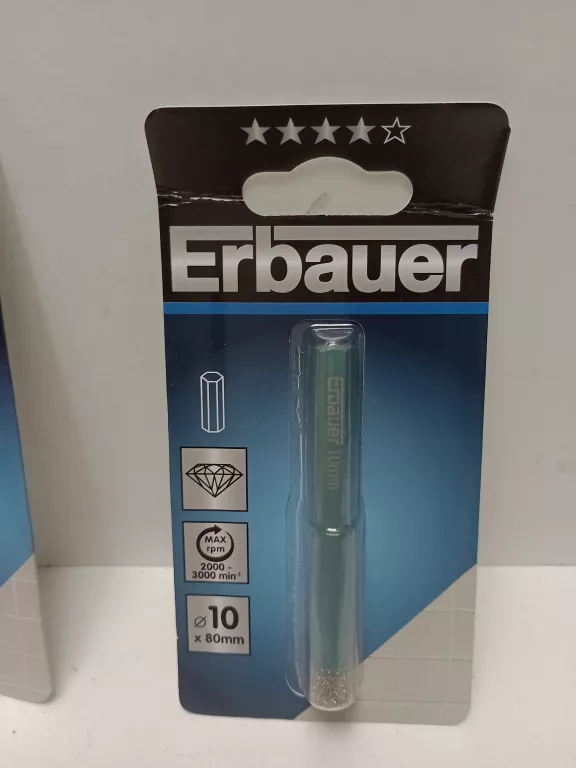 Erbauer
Erbauer 10mm
MAX
rpm
2000 -
3000 min⁻¹
ø 10
x 80mm